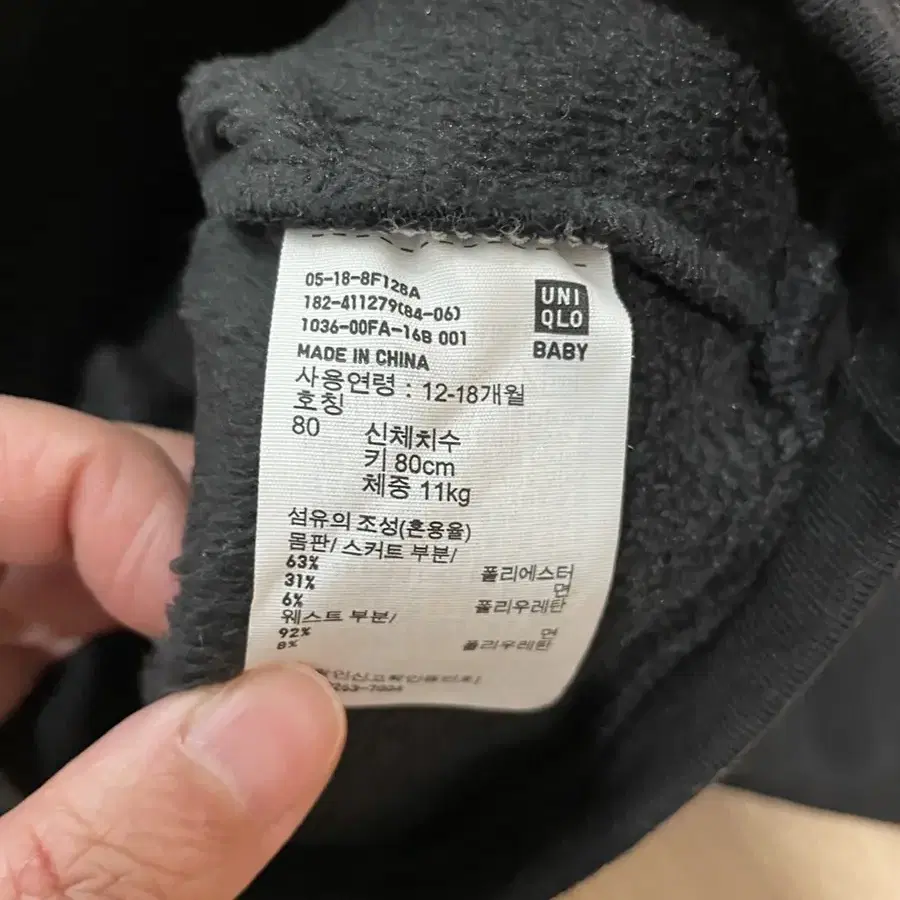 05-18-8F12BA
182-411279(84-06)
1036-00FA-16B 001
UNI
QLO
BABY
MADE IN CHINA
사용연령 : 12-18개월
호칭
80 신체치수
키 80cm
체중 11kg
섬유의 조성(혼용율)
몸판/ 스커트 부분/
63% 폴리에스터
31% 면
6% 폴리우레탄
웨스트 부분/
92% 면
8% 폴리우레탄